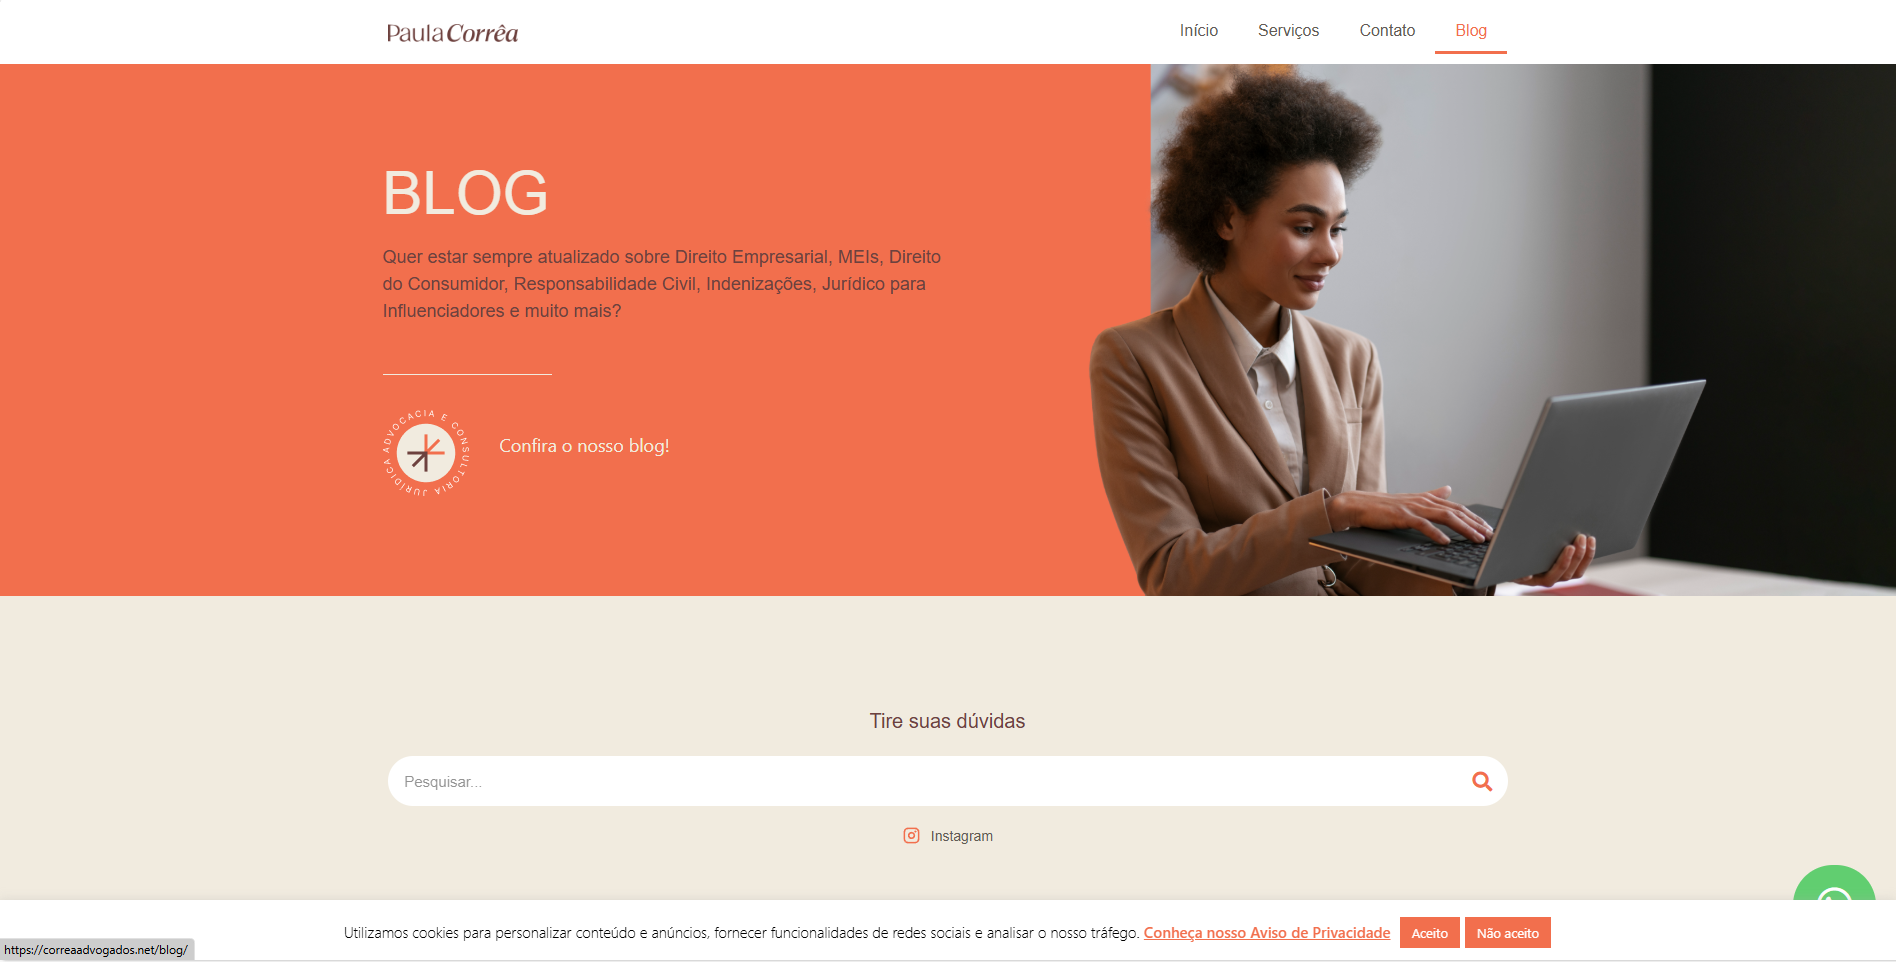 Paula Corrêa
Início
Serviços
Contato
Blog
BLOG
Quer estar sempre atualizado sobre Direito Empresarial, MEIs, Direito
do Consumidor, Responsabilidade Civil, Indenizações, Jurídico para
Influenciadores e muito mais?
ADVOCACIA E CONSULTORIA JURÍDICA
Confira o nosso blog!
Tire suas dúvidas
Pesquisar...
Instagram
Utilizamos cookies para personalizar conteúdo e anúncios, fornecer funcionalidades de redes sociais e analisar o nosso tráfego. Conheça nosso Aviso de Privacidade
Aceito
Não aceito
https://correaadvogados.net/blog/